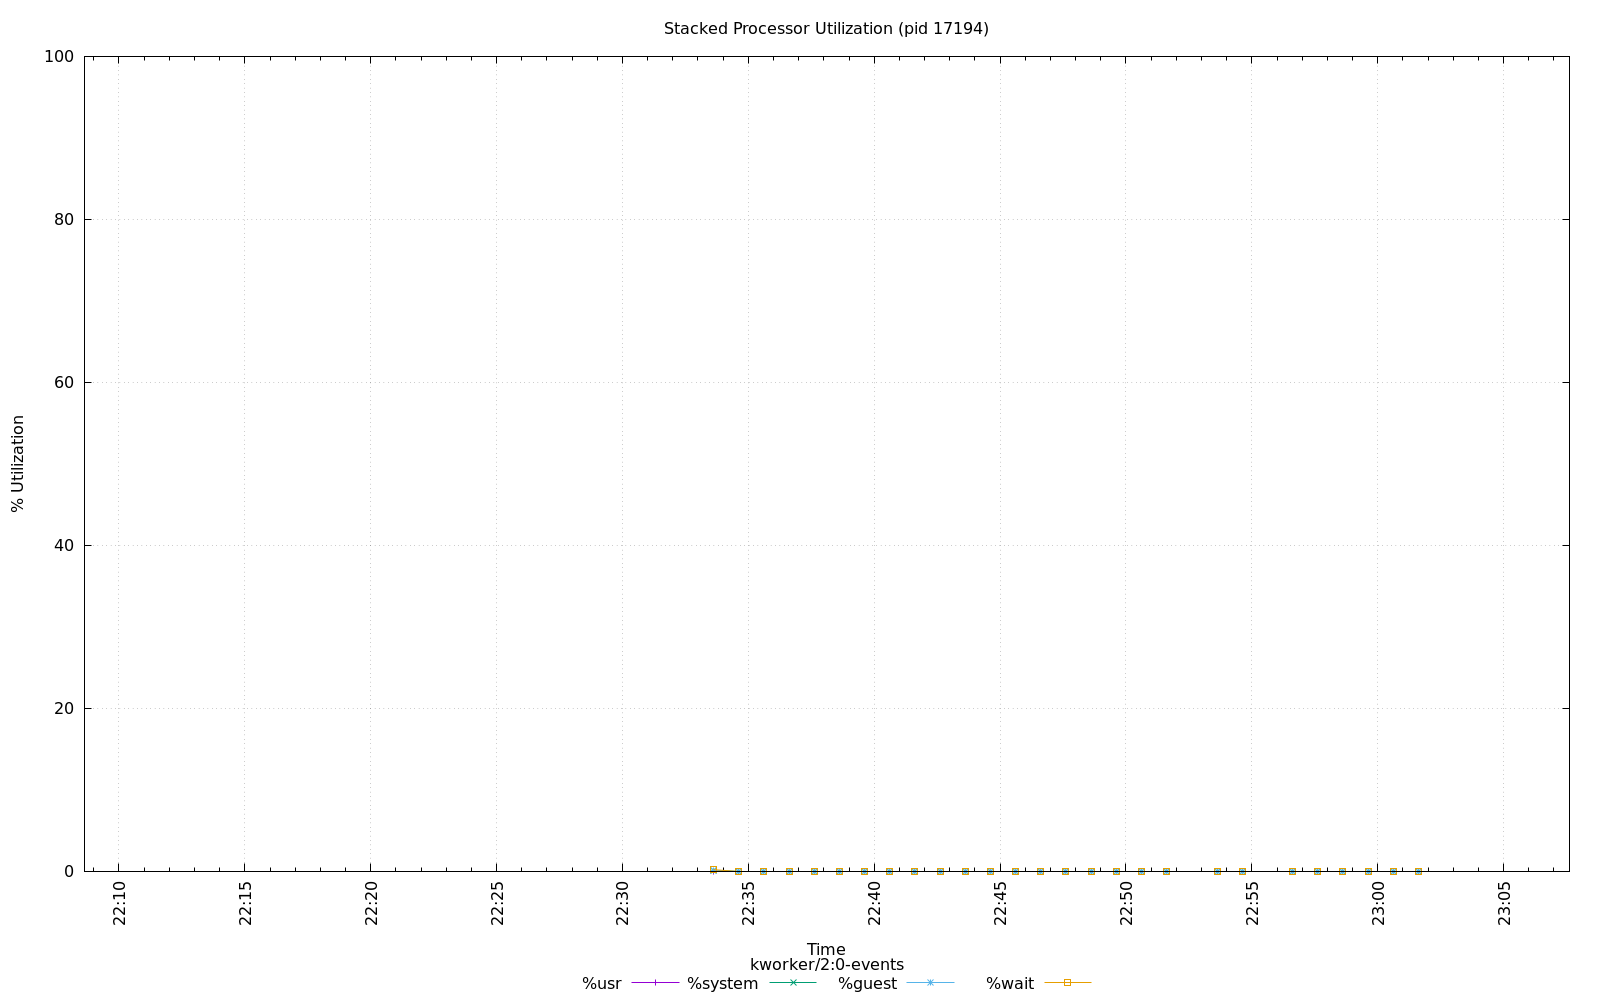 Stacked Processor Utilization (pid 17194)
100
80
60
40
20
0
% Utilization
22:10 22:15 22:20 22:25 22:30 22:35 22:40 22:45 22:50 22:55 23:00 23:05
Time
kworker/2:0-events
%usr %system %guest %wait